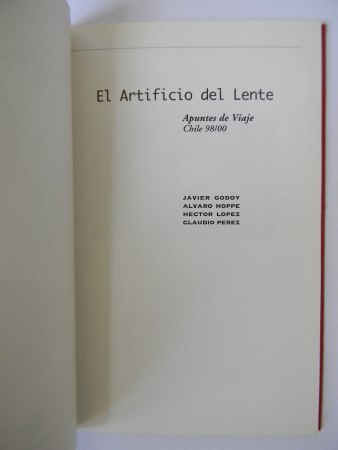 El Artificio del Lente
Apuntes de Viaje
Chile 98/00
JAVIER GODOY
ALVARO HOPPE
HECTOR LOPEZ
CLAUDIO PEREZ